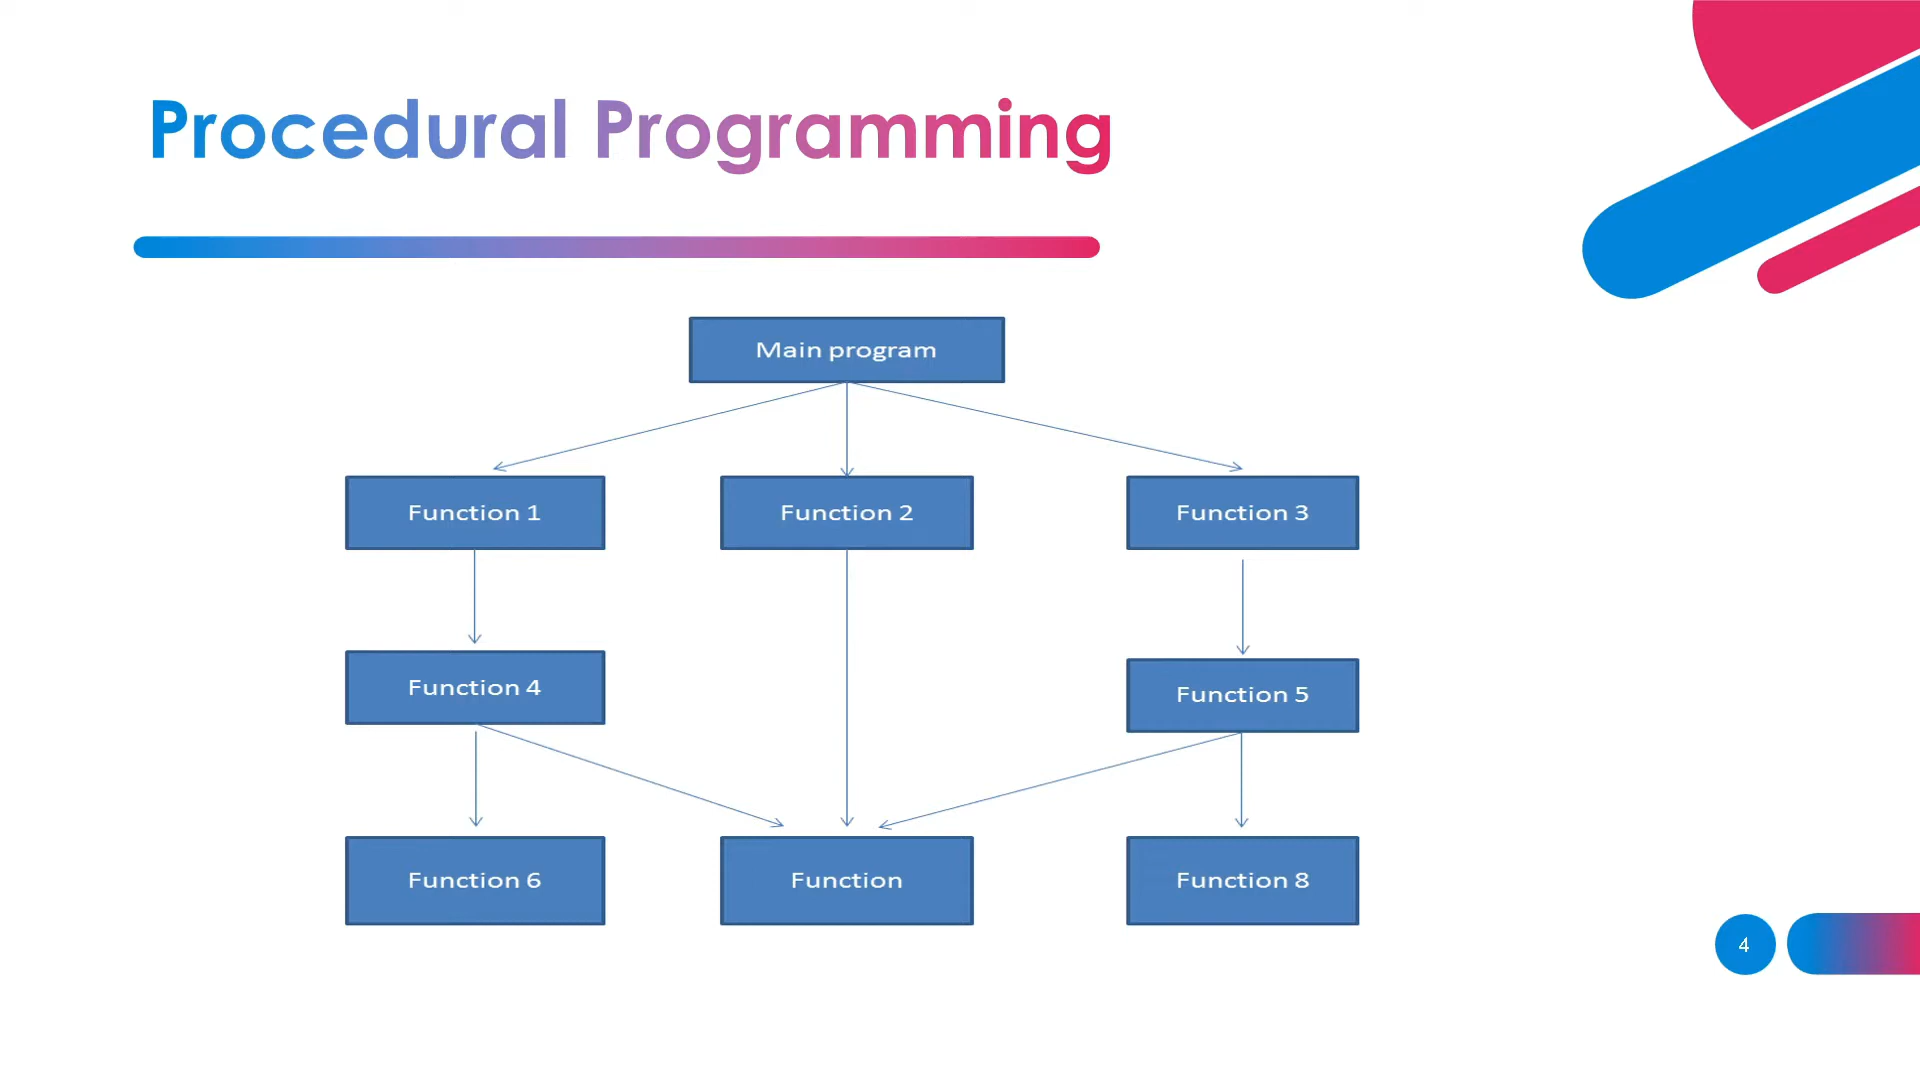 Procedural Programming
Main program
Function 1
Function 2
Function 3
Function 4
Function 5
Function 6
Function
Function 8
4